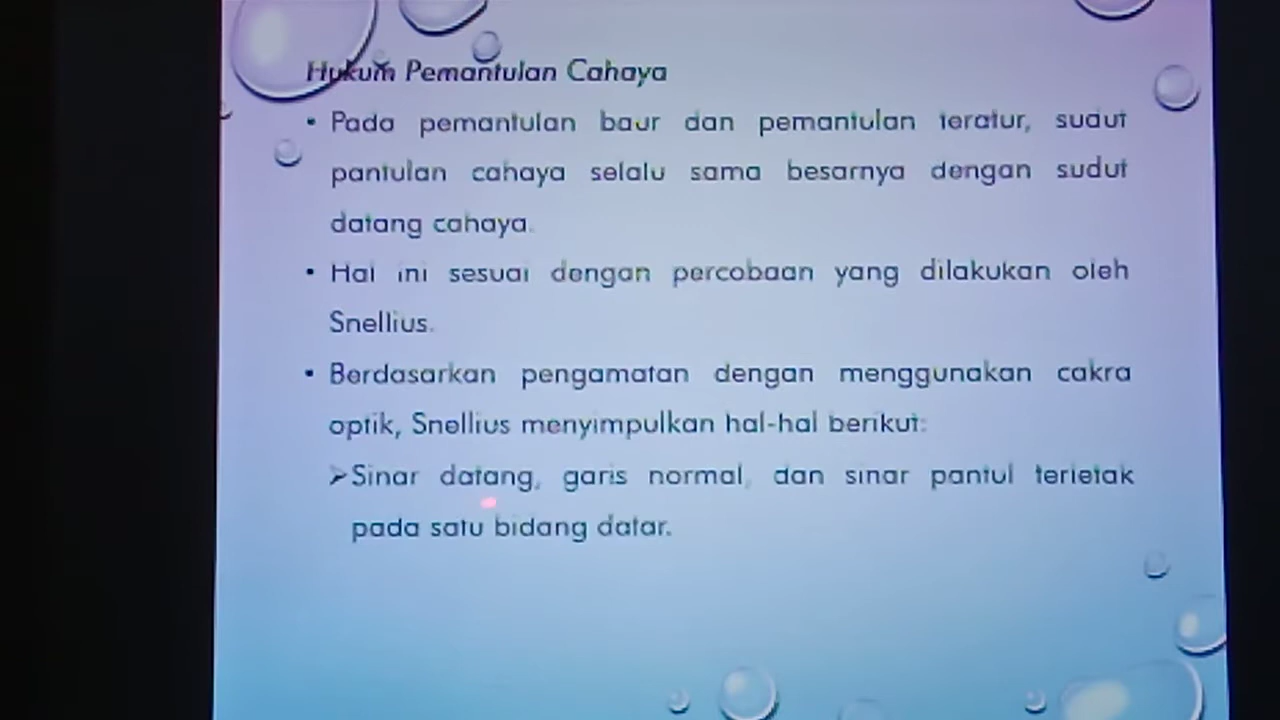 Hukum Pemantulan Cahaya
• Pada pemantulan baur dan pemantulan teratur, sudut
pantulan cahaya selalu sama besarnya dengan sudut
datang cahaya.
• Hal ini sesuai dengan percobaan yang dilakukan oleh
Snellius.
• Berdasarkan pengamatan dengan menggunakan cakra
optik, Snellius menyimpulkan hal-hal berikut:
➢ Sinar datang, garis normal, dan sinar pantul terletak
pada satu bidang datar.